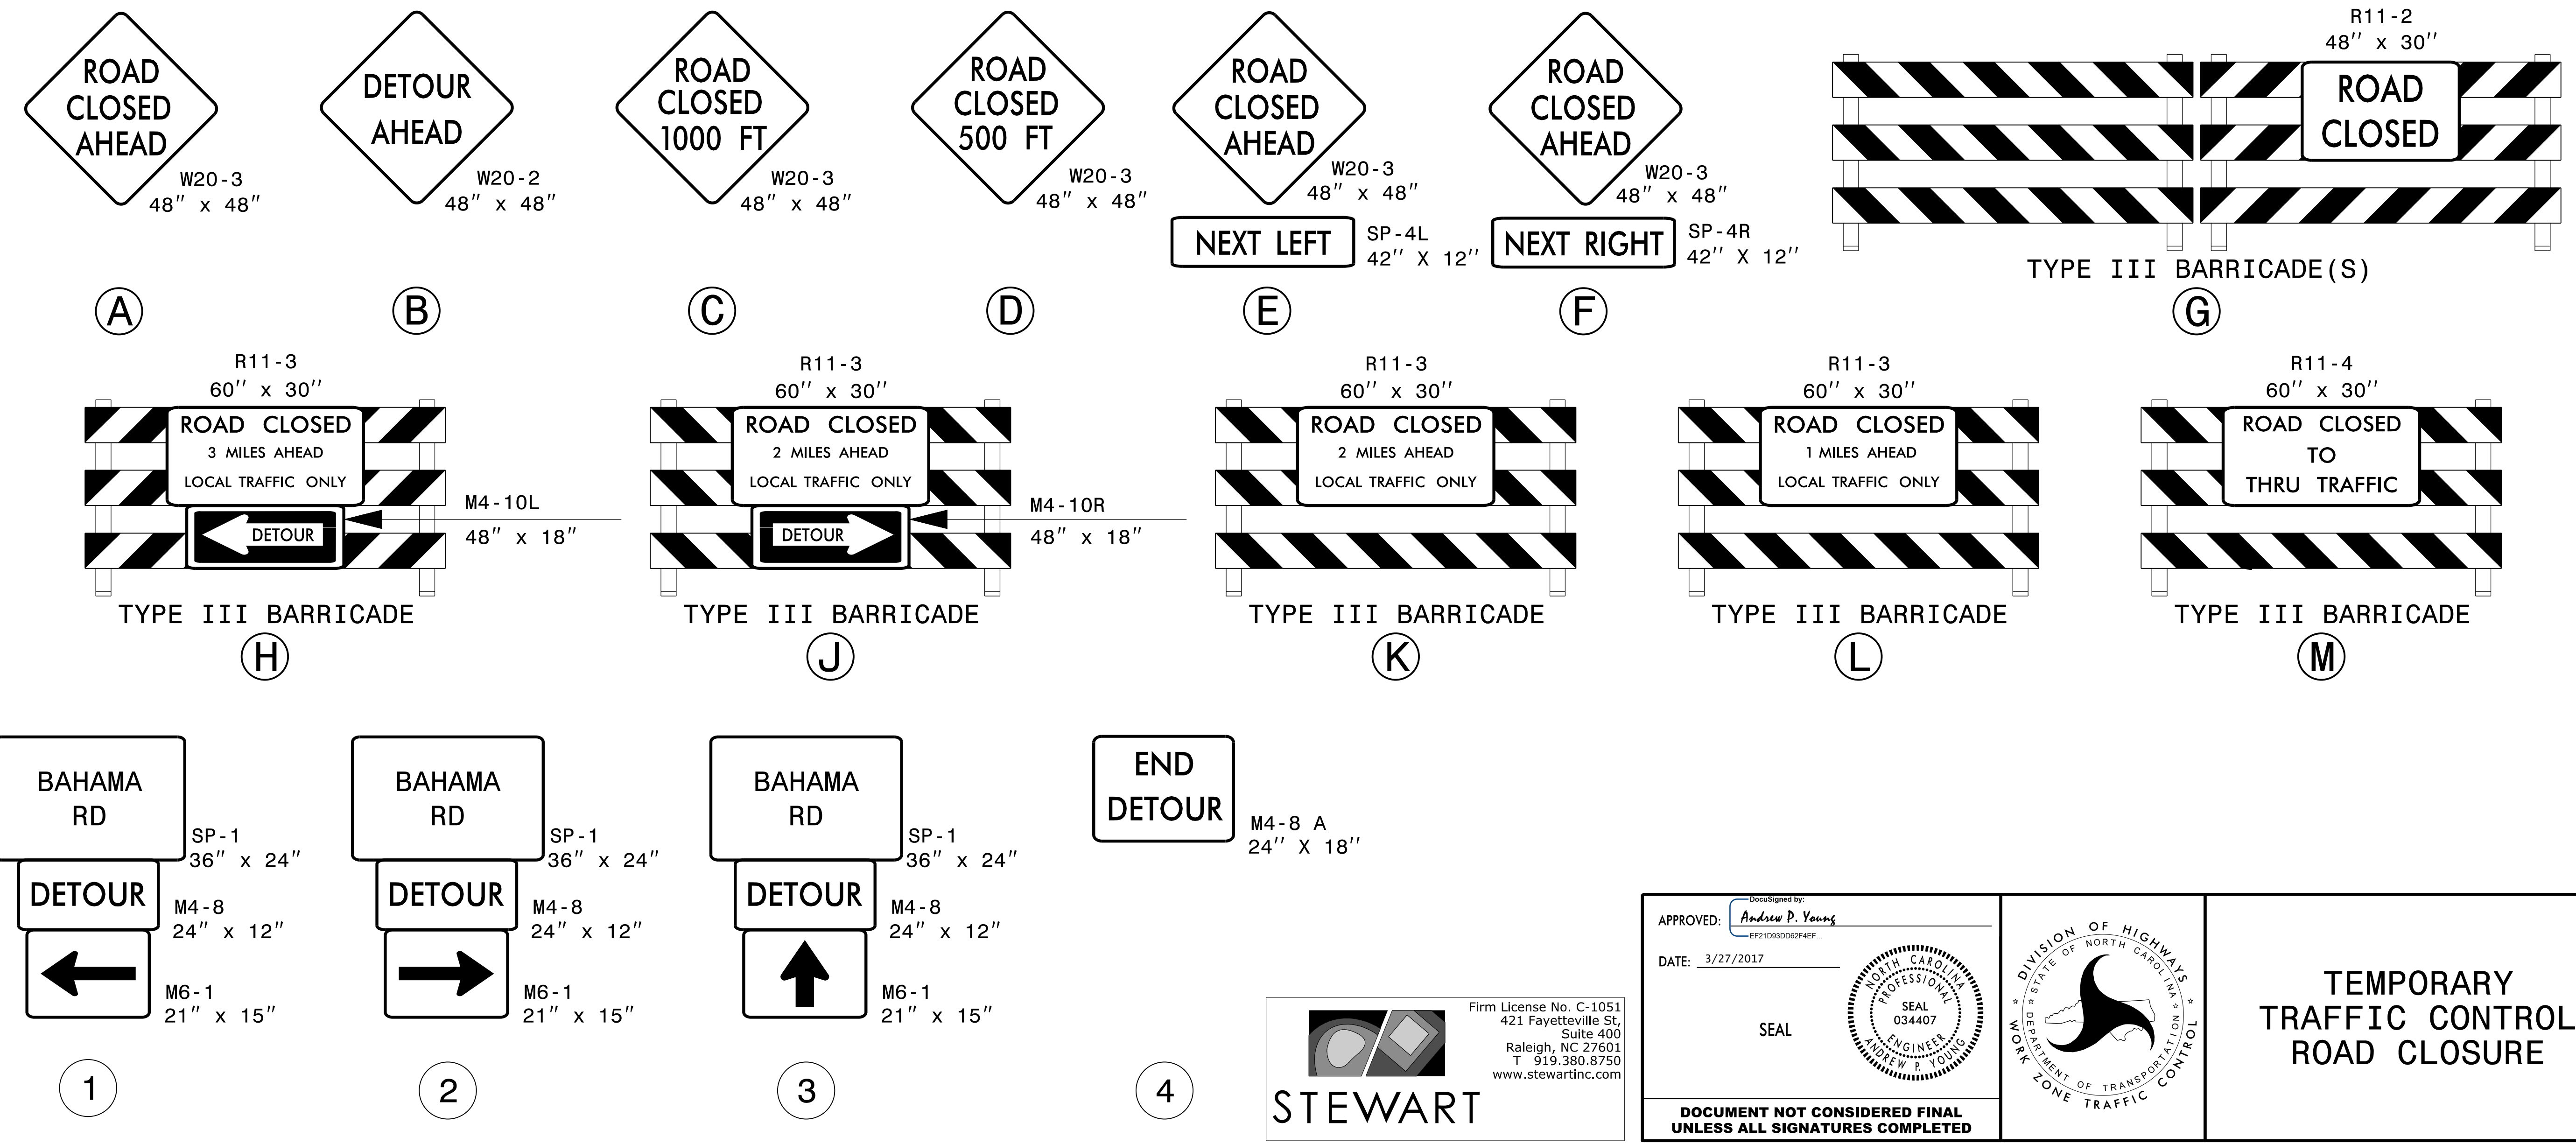 ROAD
CLOSED
AHEAD
W20-3
48" x 48"
A
DETOUR
AHEAD
W20-2
48" x 48"
B
ROAD
CLOSED
1000 FT
W20-3
48" x 48"
C
ROAD
CLOSED
500 FT
W20-3
48" x 48"
D
ROAD
CLOSED
AHEAD
W20-3
48" x 48"
NEXT LEFT
SP-4L
42" X 12"
E
ROAD
CLOSED
AHEAD
W20-3
48" x 48"
NEXT RIGHT
SP-4R
42" X 12"
F
R11-2
48" x 30"
ROAD
CLOSED
TYPE III BARRICADE(S)
G
R11-3
60" x 30"
ROAD CLOSED
3 MILES AHEAD
LOCAL TRAFFIC ONLY
DETOUR
M4-10L
48" x 18"
TYPE III BARRICADE
H
R11-3
60" x 30"
ROAD CLOSED
2 MILES AHEAD
LOCAL TRAFFIC ONLY
DETOUR
M4-10R
48" x 18"
TYPE III BARRICADE
J
R11-3
60" x 30"
ROAD CLOSED
2 MILES AHEAD
LOCAL TRAFFIC ONLY
TYPE III BARRICADE
K
R11-3
60" x 30"
ROAD CLOSED
1 MILES AHEAD
LOCAL TRAFFIC ONLY
TYPE III BARRICADE
L
R11-4
60" x 30"
ROAD CLOSED
TO
THRU TRAFFIC
TYPE III BARRICADE
M
BAHAMA
RD
SP-1
36" x 24"
DETOUR
M4-8
24" x 12"
M6-1
21" x 15"
1
BAHAMA
RD
SP-1
36" x 24"
DETOUR
M4-8
24" x 12"
M6-1
21" x 15"
2
BAHAMA
RD
SP-1
36" x 24"
DETOUR
M4-8
24" x 12"
M6-1
21" x 15"
3
END
DETOUR
M4-8 A
24" X 18"
4
STEWART
Firm License No. C-1051
421 Fayetteville St,
Suite 400
Raleigh, NC 27601
T 919.380.8750
www.stewartinc.com
DocuSigned by:
APPROVED: Andrew P. Young
EF21D93DD62F4EF...
DATE: 3/27/2017
SEAL
NORTH CAROLINA
PROFESSIONAL
SEAL
034407
ENGINEER
ANDREW P. YOUNG
DOCUMENT NOT CONSIDERED FINAL
UNLESS ALL SIGNATURES COMPLETED
DIVISION OF HIGHWAYS
STATE OF NORTH CAROLINA
DEPARTMENT OF TRANSPORTATION
WORK ZONE TRAFFIC CONTROL
TEMPORARY
TRAFFIC CONTROL
ROAD CLOSURE